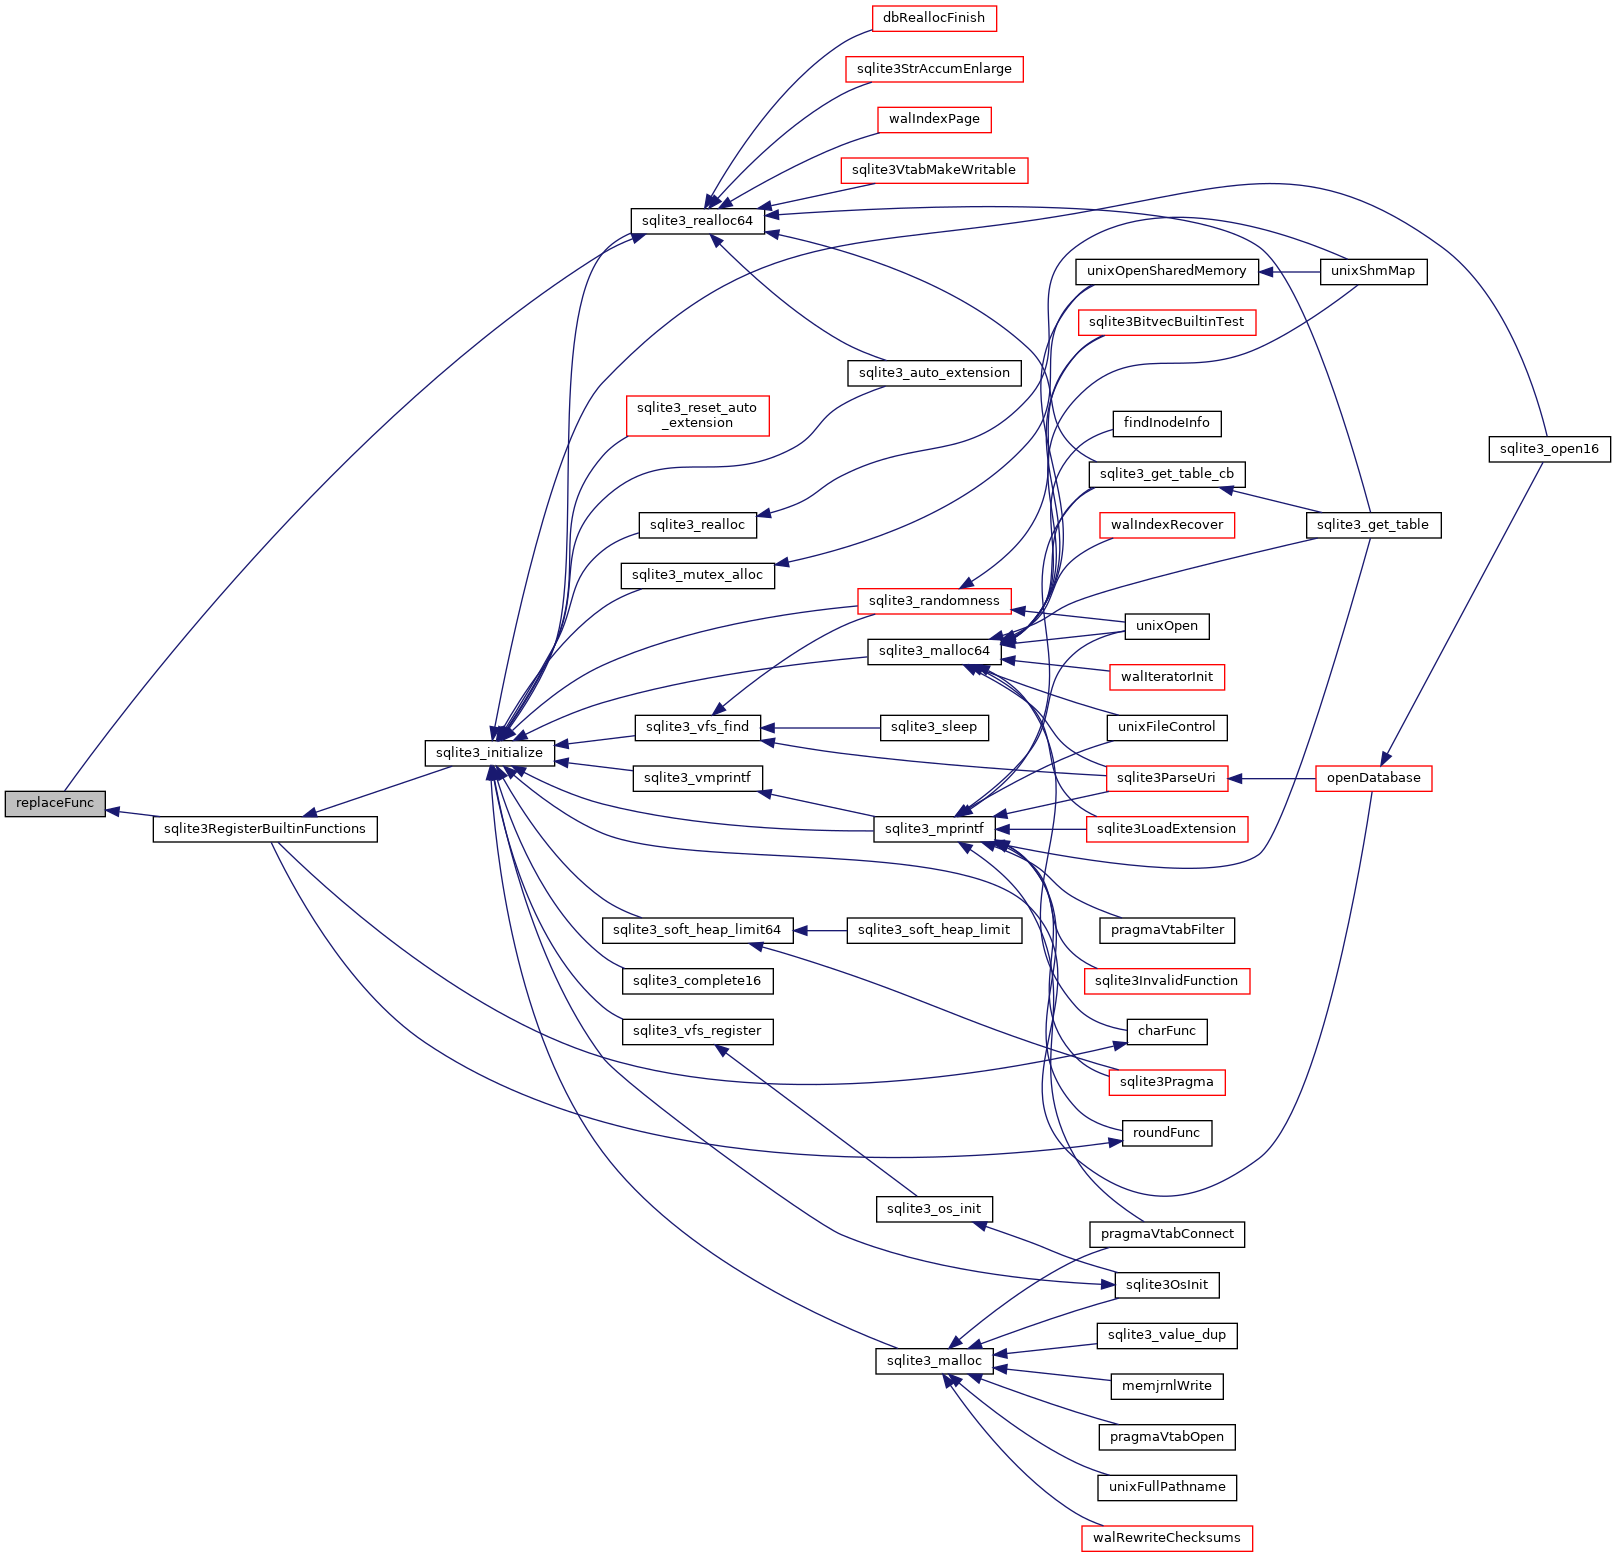 dbReallocFinish
sqlite3StrAccumEnlarge
walIndexPage
sqlite3VtabMakeWritable
sqlite3_realloc64
unixOpenSharedMemory
unixShmMap
sqlite3BitvecBuiltinTest
sqlite3_auto_extension
sqlite3_reset_auto
_extension
findInodeInfo
sqlite3_open16
sqlite3_get_table_cb
sqlite3_realloc
walIndexRecover
sqlite3_get_table
sqlite3_mutex_alloc
sqlite3_randomness
unixOpen
sqlite3_malloc64
walIteratorInit
sqlite3_vfs_find
sqlite3_sleep
unixFileControl
sqlite3_initialize
sqlite3_vmprintf
sqlite3ParseUri
openDatabase
replaceFunc
sqlite3RegisterBuiltinFunctions
sqlite3_mprintf
sqlite3LoadExtension
sqlite3_soft_heap_limit64
sqlite3_soft_heap_limit
pragmaVtabFilter
sqlite3_complete16
sqlite3InvalidFunction
sqlite3_vfs_register
charFunc
sqlite3Pragma
roundFunc
sqlite3_os_init
pragmaVtabConnect
sqlite3OsInit
sqlite3_value_dup
sqlite3_malloc
memjrnlWrite
pragmaVtabOpen
unixFullPathname
walRewriteChecksums